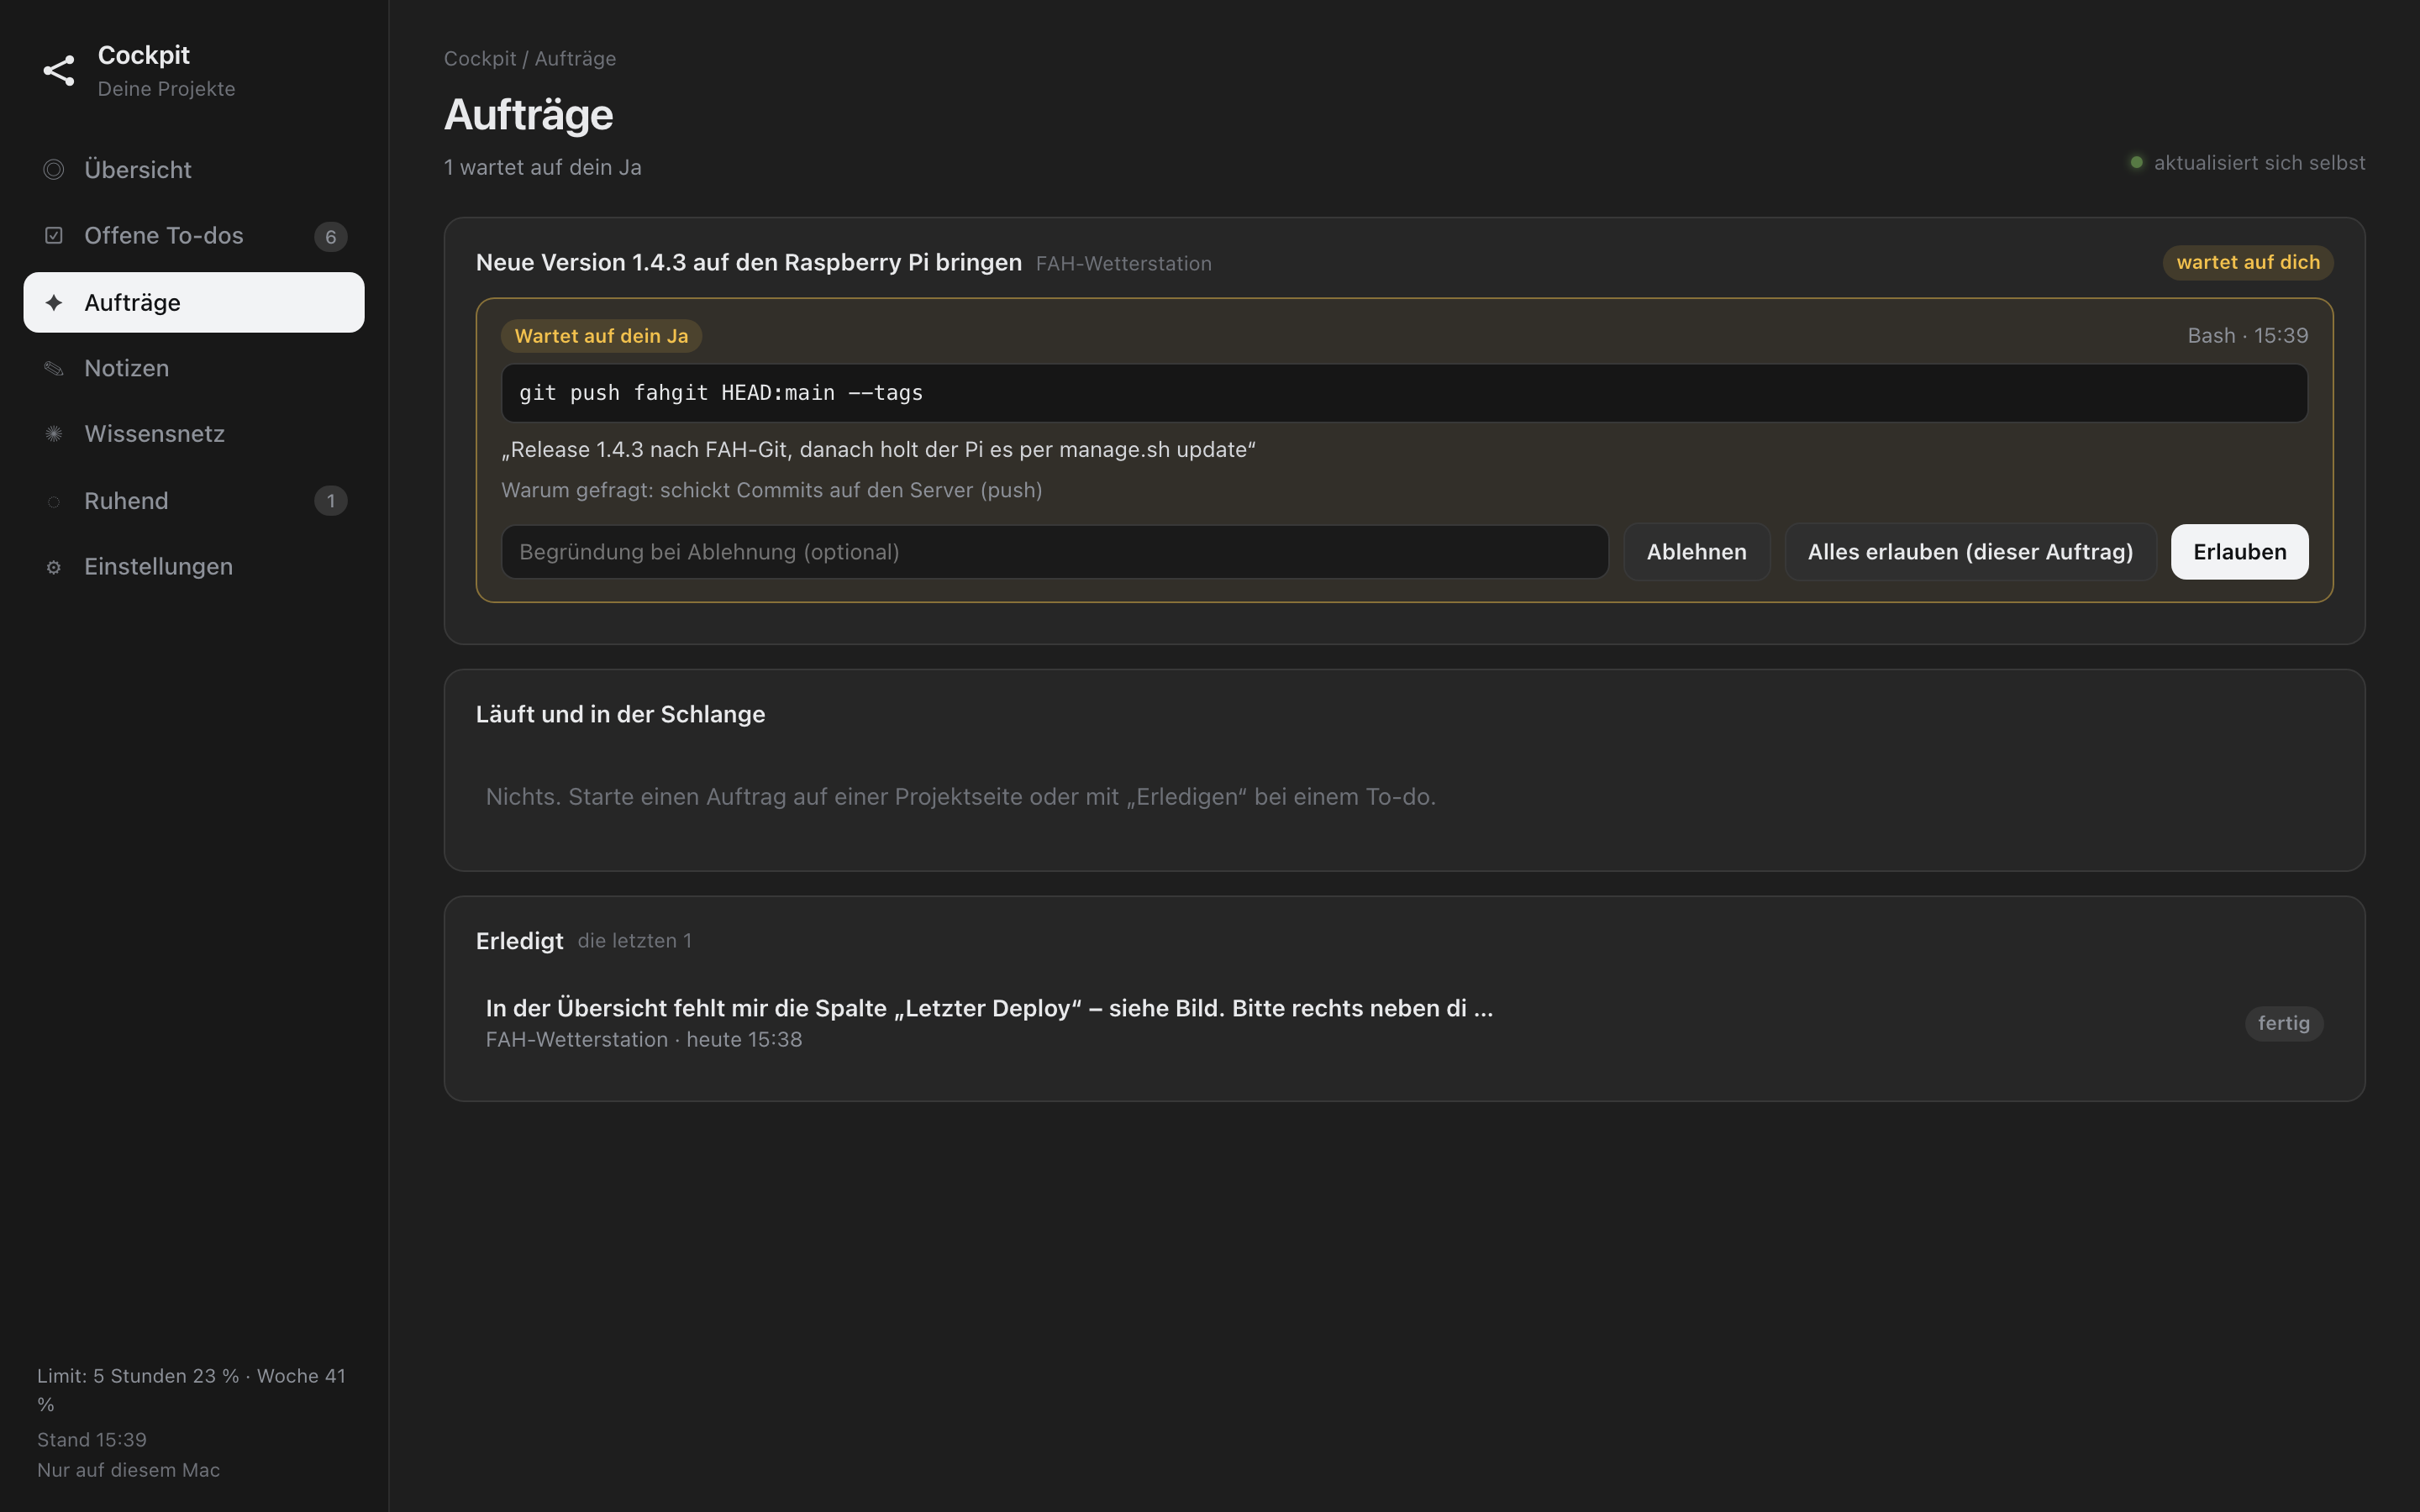 Cockpit
Deine Projekte
Übersicht
Offene To-dos 6
Aufträge
Notizen
Wissensnetz
Ruhend 1
Einstellungen
Limit: 5 Stunden 23 % · Woche 41
%
Stand 15:39
Nur auf diesem Mac
Cockpit / Aufträge
Aufträge
1 wartet auf dein Ja
aktualisiert sich selbst
Neue Version 1.4.3 auf den Raspberry Pi bringen FAH-Wetterstation wartet auf dich
Wartet auf dein Ja Bash · 15:39
git push fahgit HEAD:main --tags
„Release 1.4.3 nach FAH-Git, danach holt der Pi es per manage.sh update“
Warum gefragt: schickt Commits auf den Server (push)
Begründung bei Ablehnung (optional) Ablehnen Alles erlauben (dieser Auftrag) Erlauben
Läuft und in der Schlange
Nichts. Starte einen Auftrag auf einer Projektseite oder mit „Erledigen“ bei einem To-do.
Erledigt die letzten 1
In der Übersicht fehlt mir die Spalte „Letzter Deploy“ – siehe Bild. Bitte rechts neben di ...
FAH-Wetterstation · heute 15:38
fertig